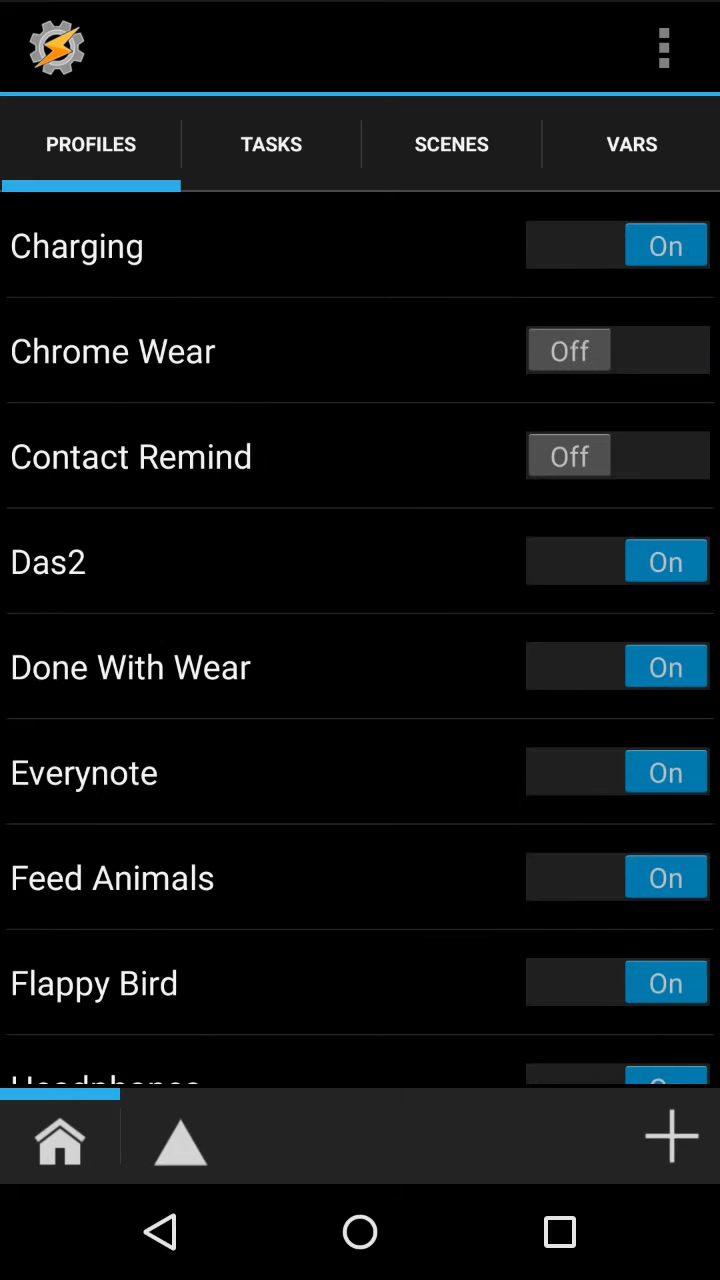 PROFILES TASKS SCENES VARS
Charging On
Chrome Wear Off
Contact Remind Off
Das2 On
Done With Wear On
Everynote On
Feed Animals On
Flappy Bird On